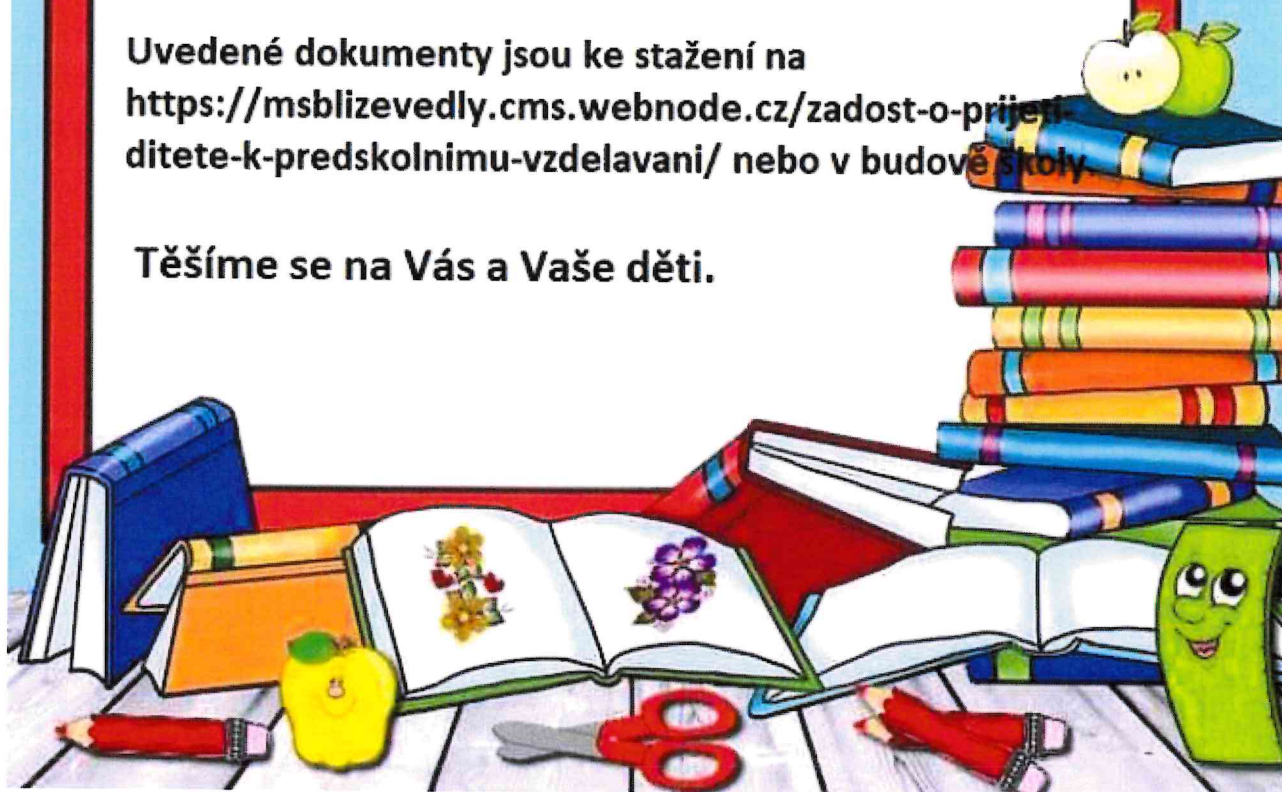 Uvedené dokumenty jsou ke stažení na
https://msblizevedly.cms.webnode.cz/zadost-o-prijeti-
ditete-k-predskolnimu-vzdelavani/ nebo v budově školy.
Těšíme se na Vás a Vaše děti.